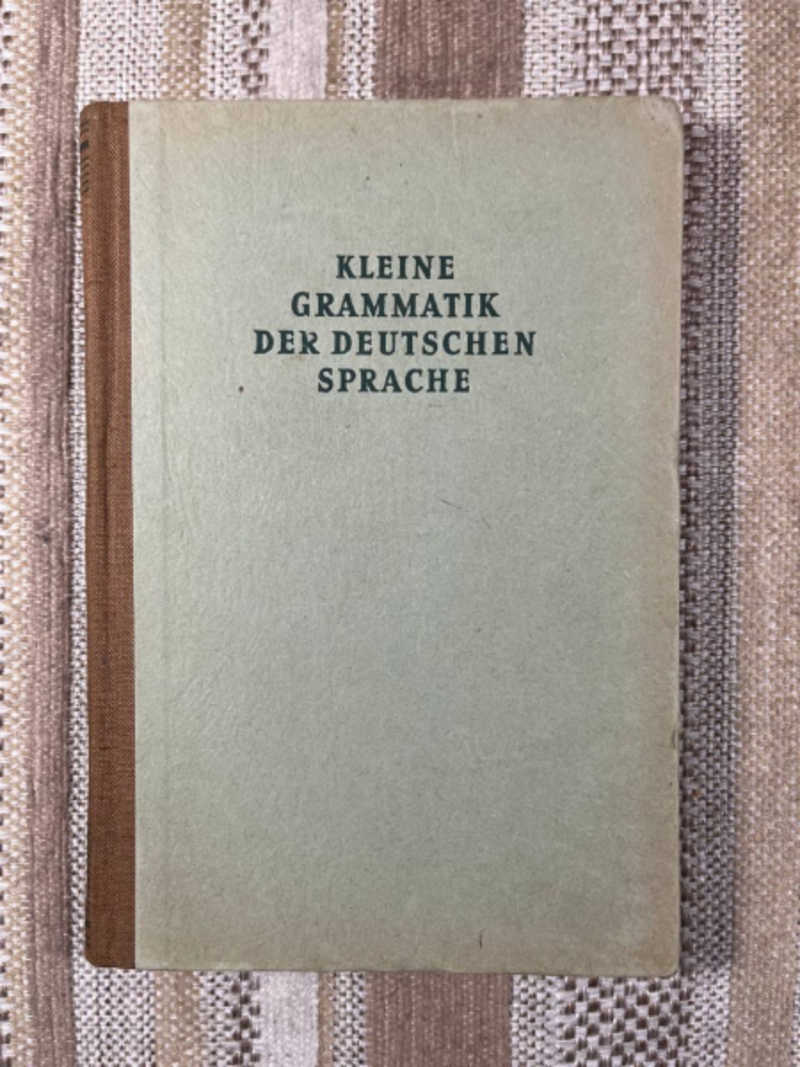 KLEINE
GRAMMATIK
DER DEUTSCHEN
SPRACHE